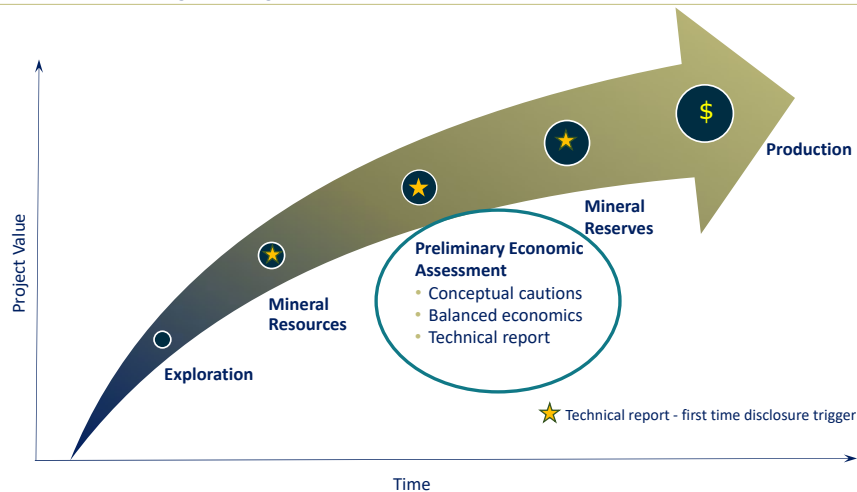 $
Production
Mineral
Reserves
Preliminary Economic
Assessment
• Conceptual cautions
• Balanced economics
• Technical report
Mineral
Resources
Exploration
Technical report - first time disclosure trigger
Project Value
Time